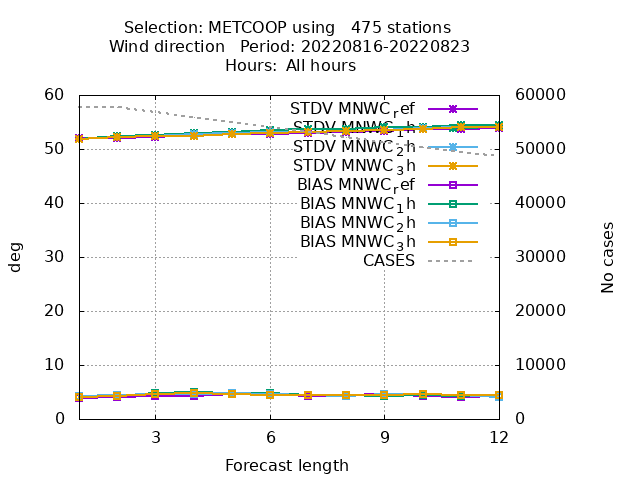 Selection: METCOOP using   475 stations
Wind direction   Period: 20220816-20220823
Hours:  All hours
60
50
40
30
20
10
0
60000
50000
40000
30000
20000
10000
0
deg
No cases
STDV MNWC_ref
STDV MNWC_1h
STDV MNWC_2h
STDV MNWC_3h
BIAS MNWC_ref
BIAS MNWC_1h
BIAS MNWC_2h
BIAS MNWC_3h
CASES
3
6
9
12
Forecast length